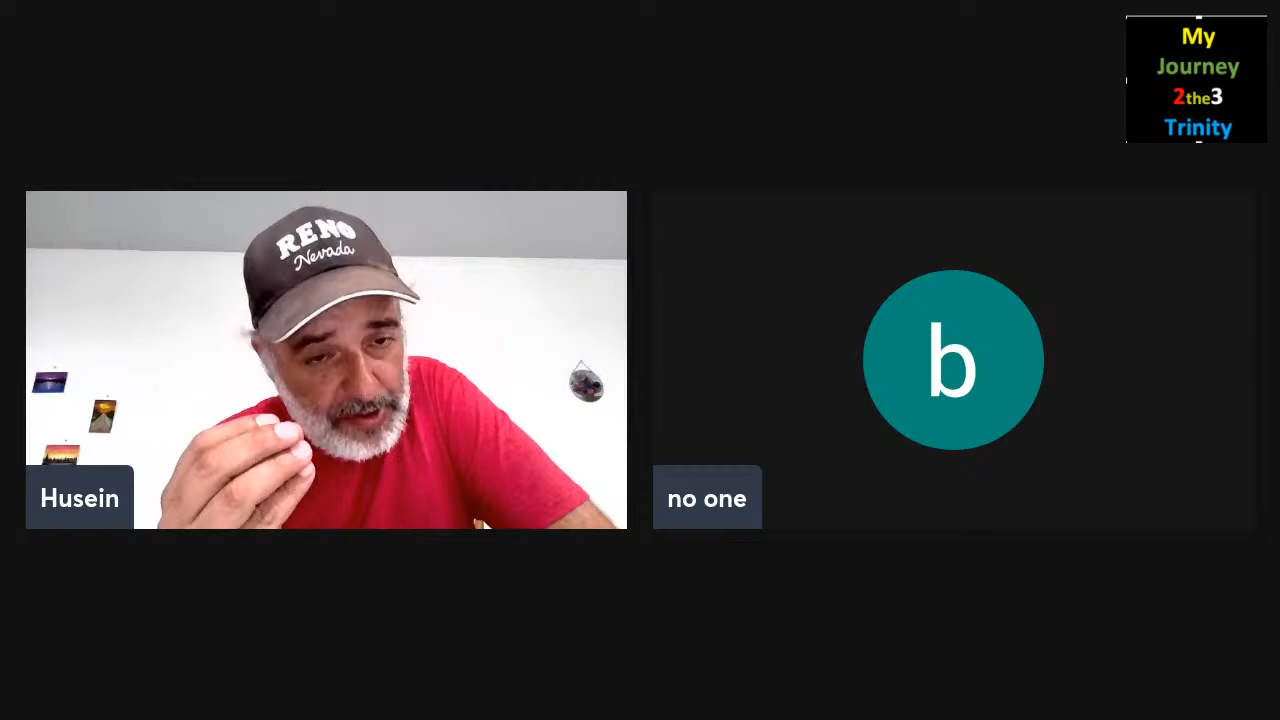 My
Journey
2the3
Trinity
RENO
Nevada
b
Husein
no one